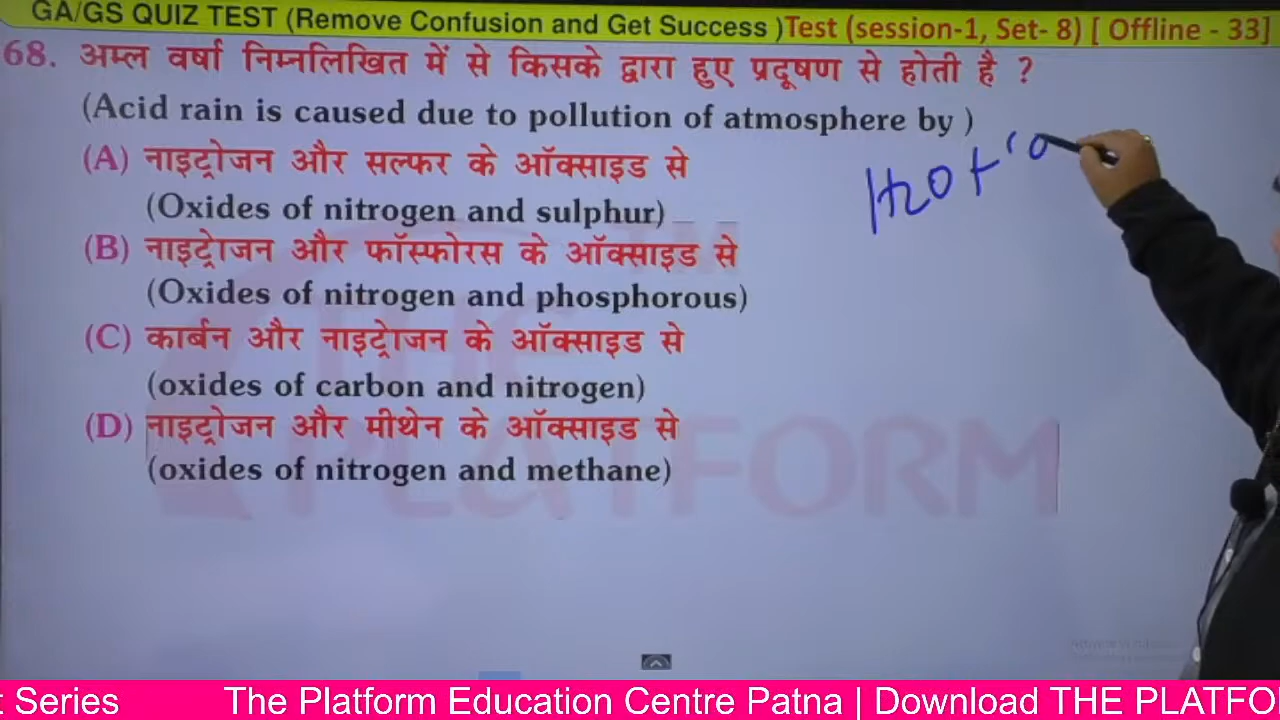 GA/GS QUIZ TEST (Remove Confusion and Get Success )Test (session-1, Set- 8) [ Offline - 33]
68. अम्ल वर्षा निम्नलिखित में से किसके द्वारा हुए प्रदूषण से होती है ?
(Acid rain is caused due to pollution of atmosphere by )
(A) नाइट्रोजन और सल्फर के ऑक्साइड से
(Oxides of nitrogen and sulphur)
(B) नाइट्रेाजन और फॉस्फोरस के ऑक्साइड से
(Oxides of nitrogen and phosphorous)
(C) कार्बन और नाइट्रेाजन के ऑक्साइड से
(oxides of carbon and nitrogen)
(D) नाइट्रोजन और मीथेन के ऑक्साइड से
(oxides of nitrogen and methane)
H2O +
THE
PLATFORM
TM
t Series The Platform Education Centre Patna | Download THE PLATFO